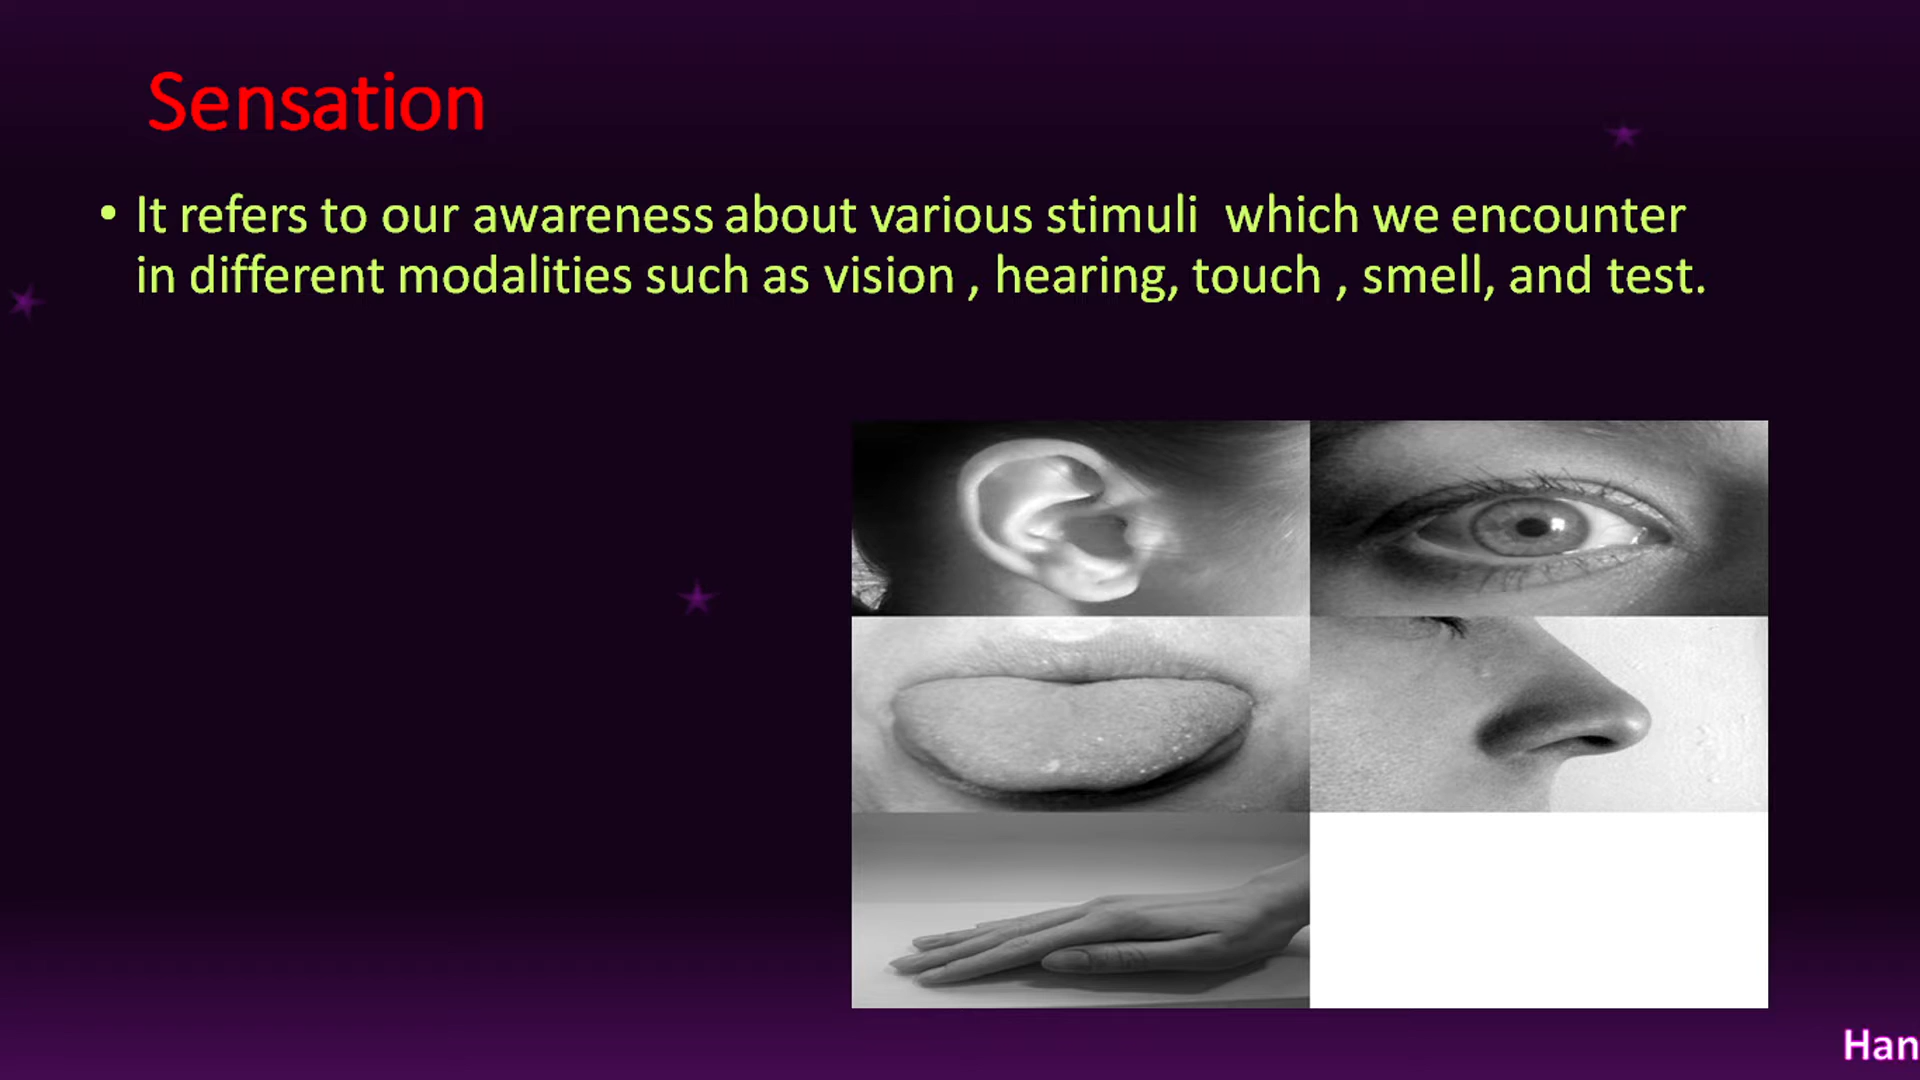 Sensation
• It refers to our awareness about various stimuli which we encounter
in different modalities such as vision , hearing, touch , smell, and test.
Han